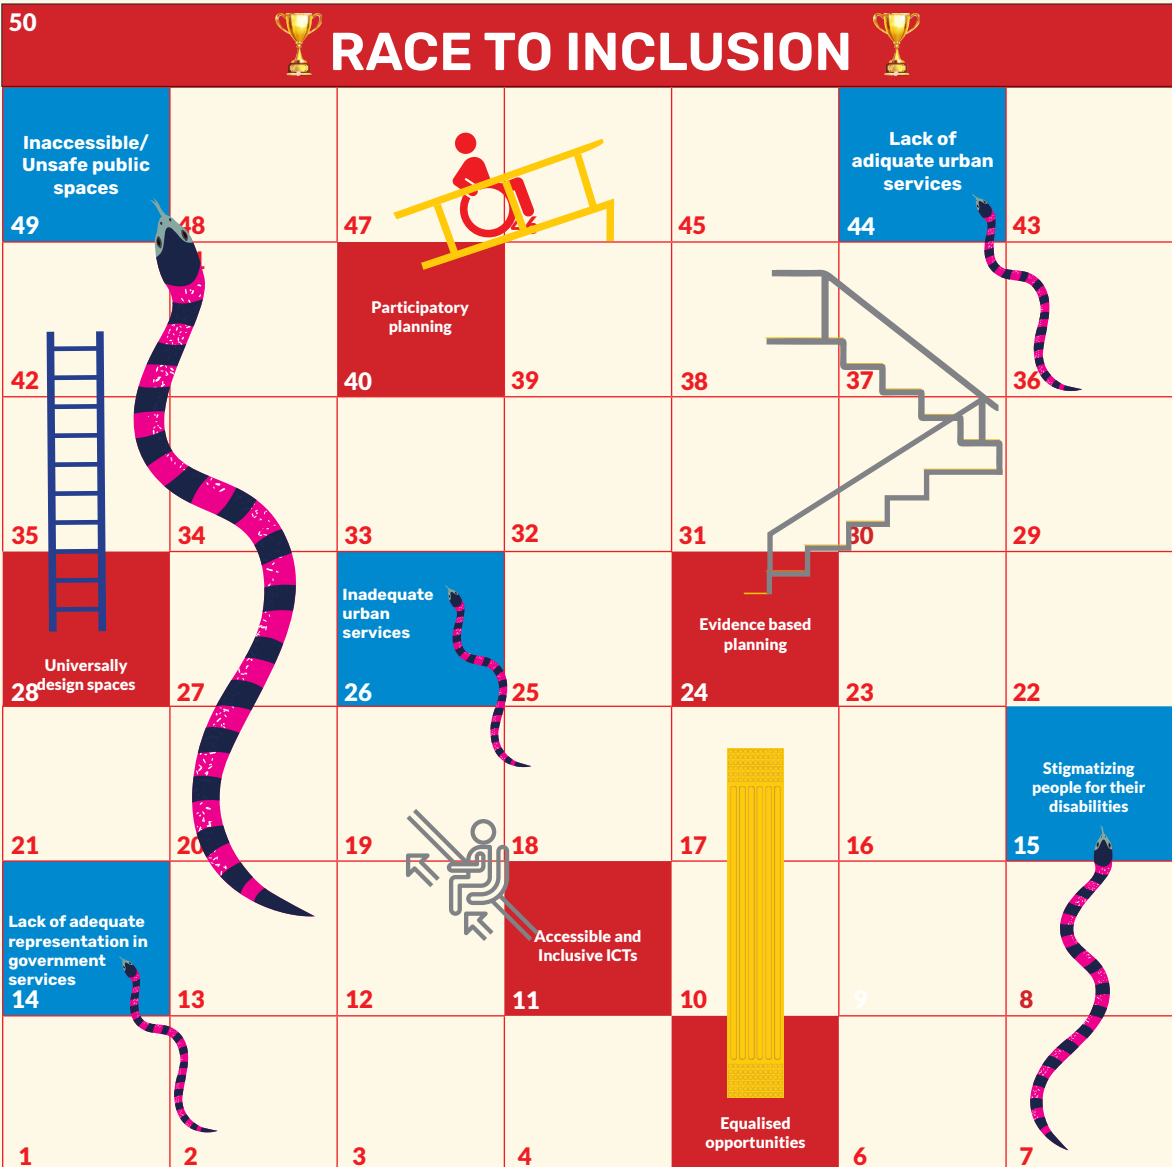 50
RACE TO INCLUSION
Inaccessible/
Unsafe public
spaces
49
48
47
46
45
Lack of
adiquate urban
services
44
43
42
Participatory
planning
40
39
38
37
36
35
34
33
32
31
30
29
Universally
design spaces
28
27
Inadequate
urban
services
26
25
Evidence based
planning
24
23
22
21
20
19
18
17
16
Stigmatizing
people for their
disabilities
15
Lack of adequate
representation in
government
services
14
13
12
Accessible and
Inclusive ICTs
11
10
9
8
1
2
3
4
Equalised
opportunities
6
7